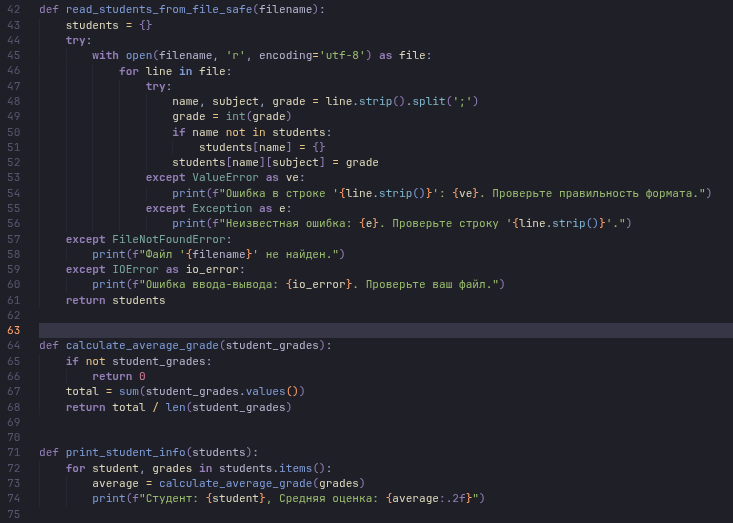 42 def read_students_from_file_safe(filename):
43     students = {}
44     try:
45         with open(filename, 'r', encoding='utf-8') as file:
46             for line in file:
47                 try:
48                     name, subject, grade = line.strip().split(';')
49                     grade = int(grade)
50                     if name not in students:
51                         students[name] = {}
52                     students[name][subject] = grade
53                 except ValueError as ve:
54                     print(f"Ошибка в строке '{line.strip()}': {ve}. Проверьте правильность формата.")
55                 except Exception as e:
56                     print(f"Неизвестная ошибка: {e}. Проверьте строку '{line.strip()}'.")
57     except FileNotFoundError:
58         print(f"Файл '{filename}' не найден.")
59     except IOError as io_error:
60         print(f"Ошибка ввода-вывода: {io_error}. Проверьте ваш файл.")
61     return students
62
63
64 def calculate_average_grade(student_grades):
65     if not student_grades:
66         return 0
67     total = sum(student_grades.values())
68     return total / len(student_grades)
69
70
71 def print_student_info(students):
72     for student, grades in students.items():
73         average = calculate_average_grade(grades)
74         print(f"Студент: {student}, Средняя оценка: {average:.2f}")
75